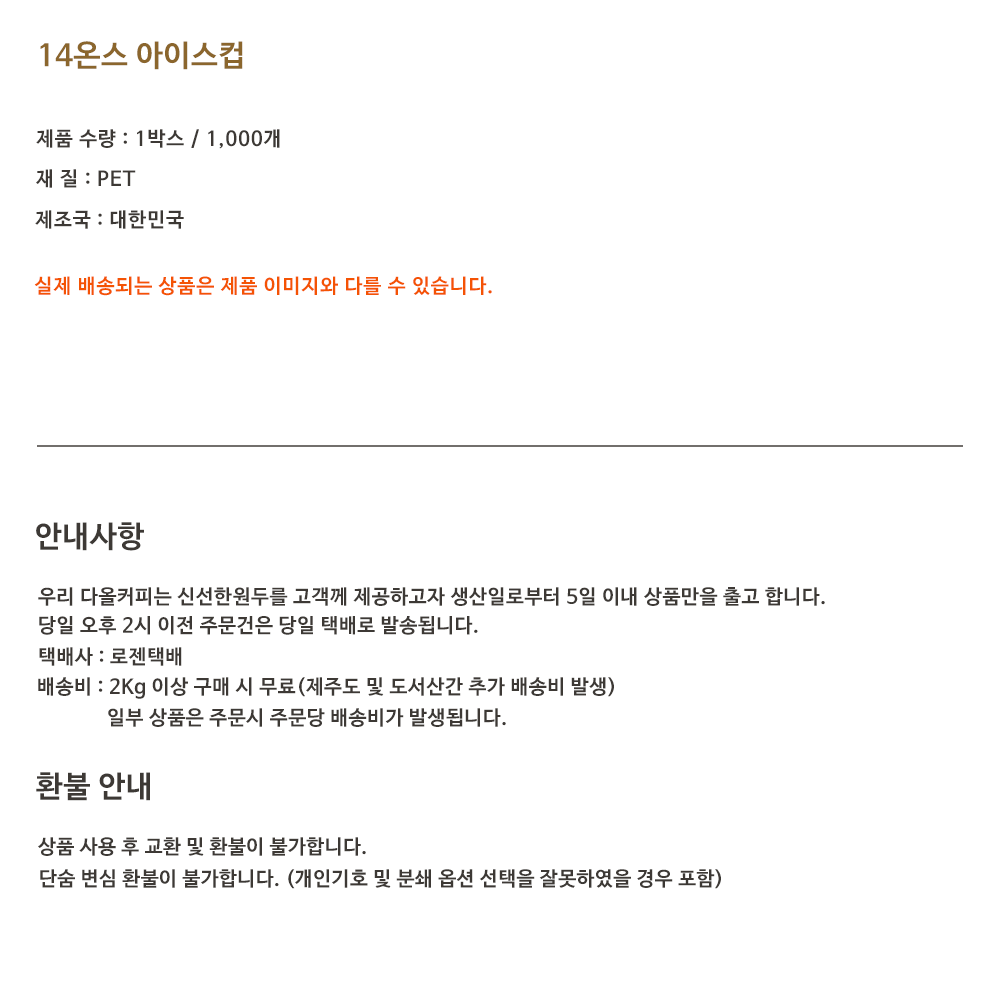 14온스 아이스컵
제품 수량 : 1박스 / 1,000개
재 질 : PET
제조국 : 대한민국
실제 배송되는 상품은 제품 이미지와 다를 수 있습니다.
안내사항
우리 다올커피는 신선한원두를 고객께 제공하고자 생산일로부터 5일 이내 상품만을 출고 합니다.
당일 오후 2시 이전 주문건은 당일 택배로 발송됩니다.
택배사 : 로젠택배
배송비 : 2Kg 이상 구매 시 무료(제주도 및 도서산간 추가 배송비 발생)
일부 상품은 주문시 주문당 배송비가 발생됩니다.
환불 안내
상품 사용 후 교환 및 환불이 불가합니다.
단숨 변심 환불이 불가합니다. (개인기호 및 분쇄 옵션 선택을 잘못하였을 경우 포함)